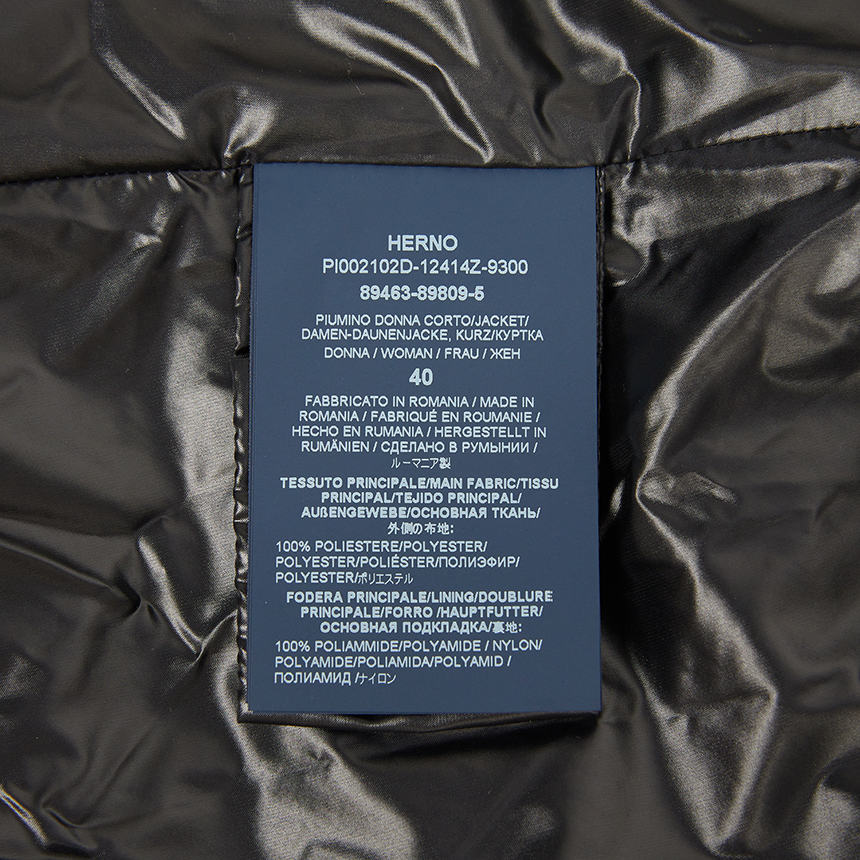 HERNO
PI002102D-12414Z-9300
89463-89809-5
PIUMINO DONNA CORTO/JACKET/
DAMEN-DAUNENJACKE, KURZ/КУРТКА
DONNA / WOMAN / FRAU / ЖЕН
40
FABBRICATO IN ROMANIA / MADE IN
ROMANIA / FABRIQUÉ EN ROUMANIE /
HECHO EN RUMANIA / HERGESTELLT IN
RUMÄNIEN / СДЕЛАНО В РУМЫНИИ /
ルーマニア製
TESSUTO PRINCIPALE/MAIN FABRIC/TISSU
PRINCIPAL/TEJIDO PRINCIPAL/
AUßENGEWEBE/ОСНОВНАЯ ТКАНЬ/
外側の布地:
100% POLIESTERE/POLYESTER/
POLYESTER/POLIÉSTER/ПОЛИЭФИР/
POLYESTER/ポリエステル
FODERA PRINCIPALE/LINING/DOUBLURE
PRINCIPALE/FORRO /HAUPTFUTTER/
ОСНОВНАЯ ПОДКЛАДКА/裏地:
100% POLIAMMIDE/POLYAMIDE / NYLON/
POLYAMIDE/POLIAMIDA/POLYAMID /
ПОЛИАМИД /ナイロン